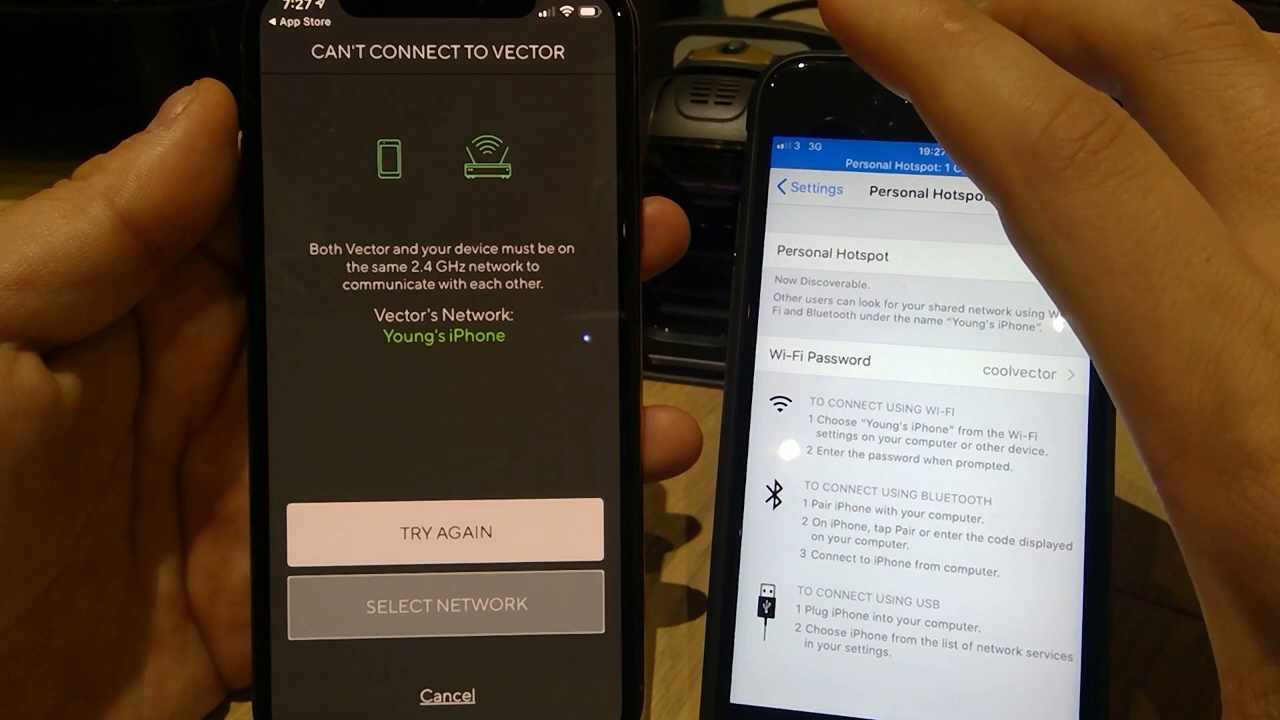 7:27
App Store
CAN'T CONNECT TO VECTOR
Both Vector and your device must be on
the same 2.4 GHz network to
communicate with each other.
Vector's Network:
Young's iPhone
TRY AGAIN
SELECT NETWORK
Cancel
3 3G 19:27
Personal Hotspot: 1
Settings
Personal Hotspot
Personal Hotspot
Now Discoverable.
Other users can look for your shared network using W
Fi and Bluetooth under the name "Young's iPhone".
Wi-Fi Password coolvector
TO CONNECT USING WI-FI
1 Choose "Young's iPhone" from the Wi-Fi
settings on your computer or other device.
2 Enter the password when prompted.
TO CONNECT USING BLUETOOTH
1 Pair iPhone with your computer.
2 On iPhone, tap Pair or enter the code displayed
on your computer.
3 Connect to iPhone from computer.
TO CONNECT USING USB
1 Plug iPhone into your computer.
2 Choose iPhone from the list of network services
in your settings.